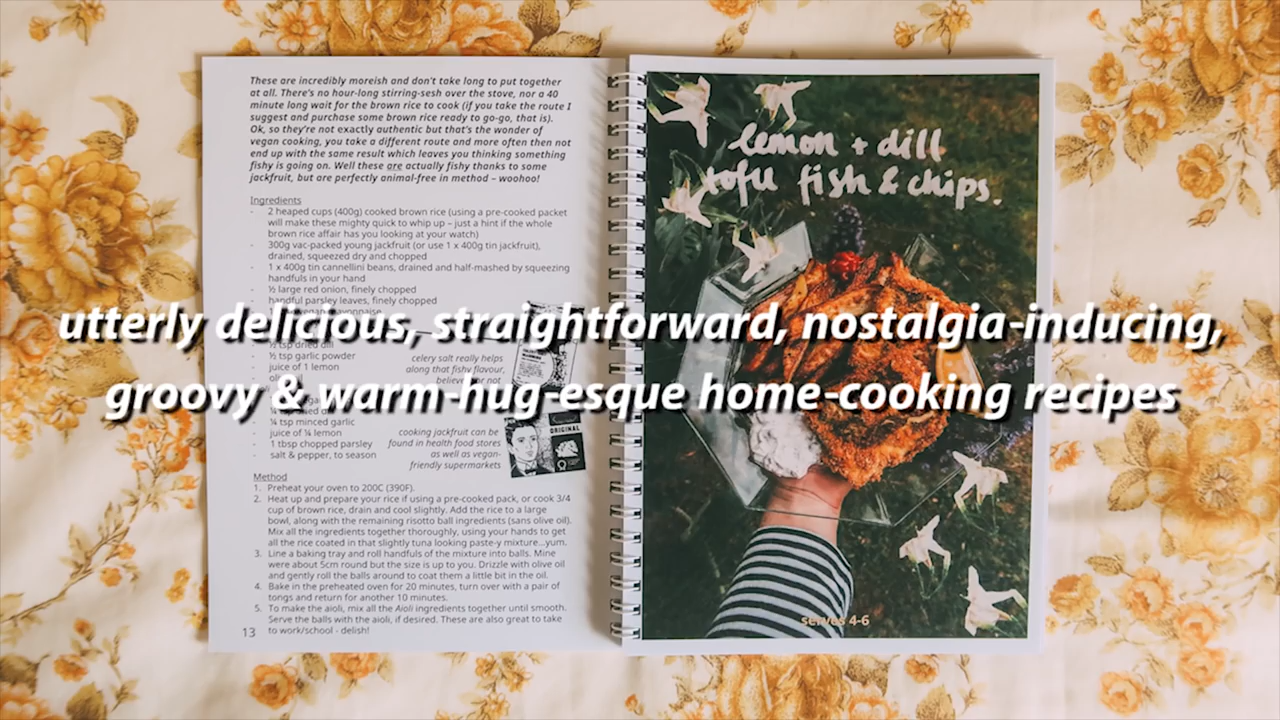 These are incredibly moreish and don't take long to put together
at all. There's no hour-long stirring-sesh over the stove, nor a 40
minute long wait for the brown rice to cook (if you take the route I
suggest and purchase some brown rice ready to go-go, that is).
Ok, so they're not exactly authentic but that's the wonder of
vegan cooking, you take a different route and more often then not
end up with the same result which leaves you thinking something
fishy is going on. Well these are actually fishy thanks to some
jackfruit, but are perfectly animal-free in method – woohoo!
Ingredients
- 2 heaped cups (400g) cooked brown rice (using a pre-cooked packet
will make these mighty quick to whip up – just a hint if the whole
brown rice affair has you looking at your watch)
- 300g vac-packed young jackfruit (or use 1 x 400g tin jackfruit),
drained, squeezed dry and chopped
- 1 x 400g tin cannellini beans, drained and half-mashed by squeezing
handfuls in your hand
- ½ large red onion, finely chopped
- handful parsley leaves, finely chopped
vegan mayonnaise
½ tsp dried dill
- ½ tsp garlic powder
- juice of 1 lemon
celery salt really helps
along that fishy flavour,
believe or not
- ¼ tsp minced garlic
- juice of ¼ lemon
- 1 tbsp chopped parsley
- salt & pepper, to season
cooking jackfruit can be
found in health food stores
as well as vegan-
friendly supermarkets
ORIGINAL
Method
1. Preheat your oven to 200C (390F).
2. Heat up and prepare your rice if using a pre-cooked pack, or cook 3/4
cup of brown rice, drain and cool slightly. Add the rice to a large
bowl, along with the remaining risotto ball ingredients (sans olive oil).
Mix all the ingredients together thoroughly, using your hands to get
all the rice coated in that slightly tuna looking paste-y mixture...yum.
3. Line a baking tray and roll handfuls of the mixture into balls. Mine
were about 5cm round but the size is up to you. Drizzle with olive oil
and gently roll the balls around to coat them a little bit in the oil.
4. Bake in the preheated oven for 20 minutes, turn over with a pair of
tongs and return for another 10 minutes.
5. To make the aioli, mix all the Aioli ingredients together until smooth.
Serve the balls with the aioli, if desired. These are also great to take
to work/school - delish!
13
lemon + dill
tofu fish & chips.
serves 4-6
utterly delicious, straightforward, nostalgia-inducing,
groovy & warm-hug-esque home-cooking recipes